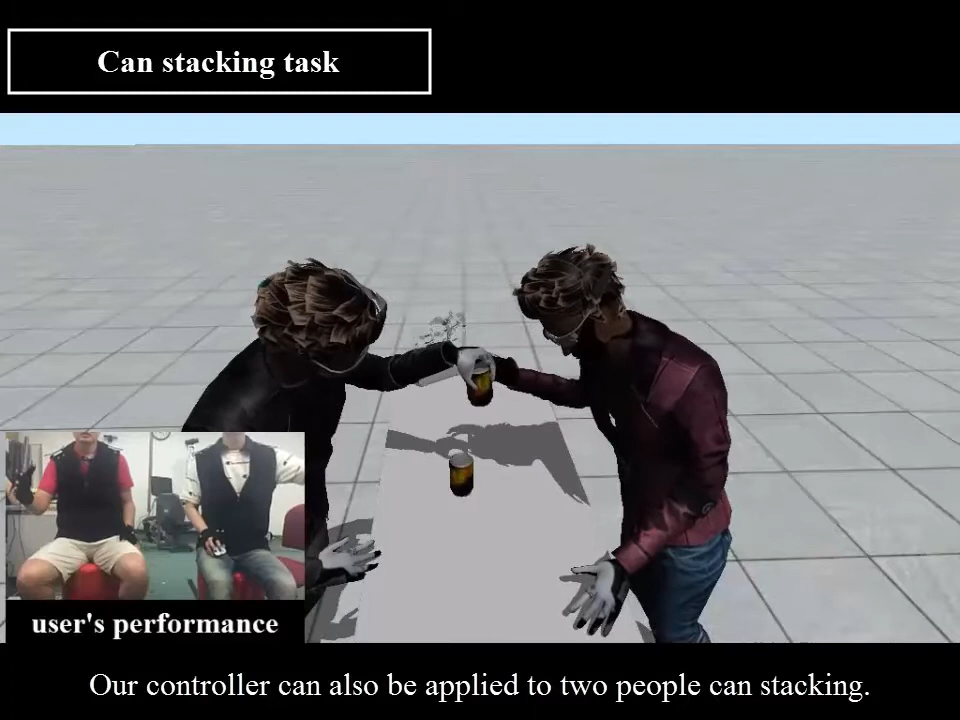 Can stacking task
user's performance
Our controller can also be applied to two people can stacking.